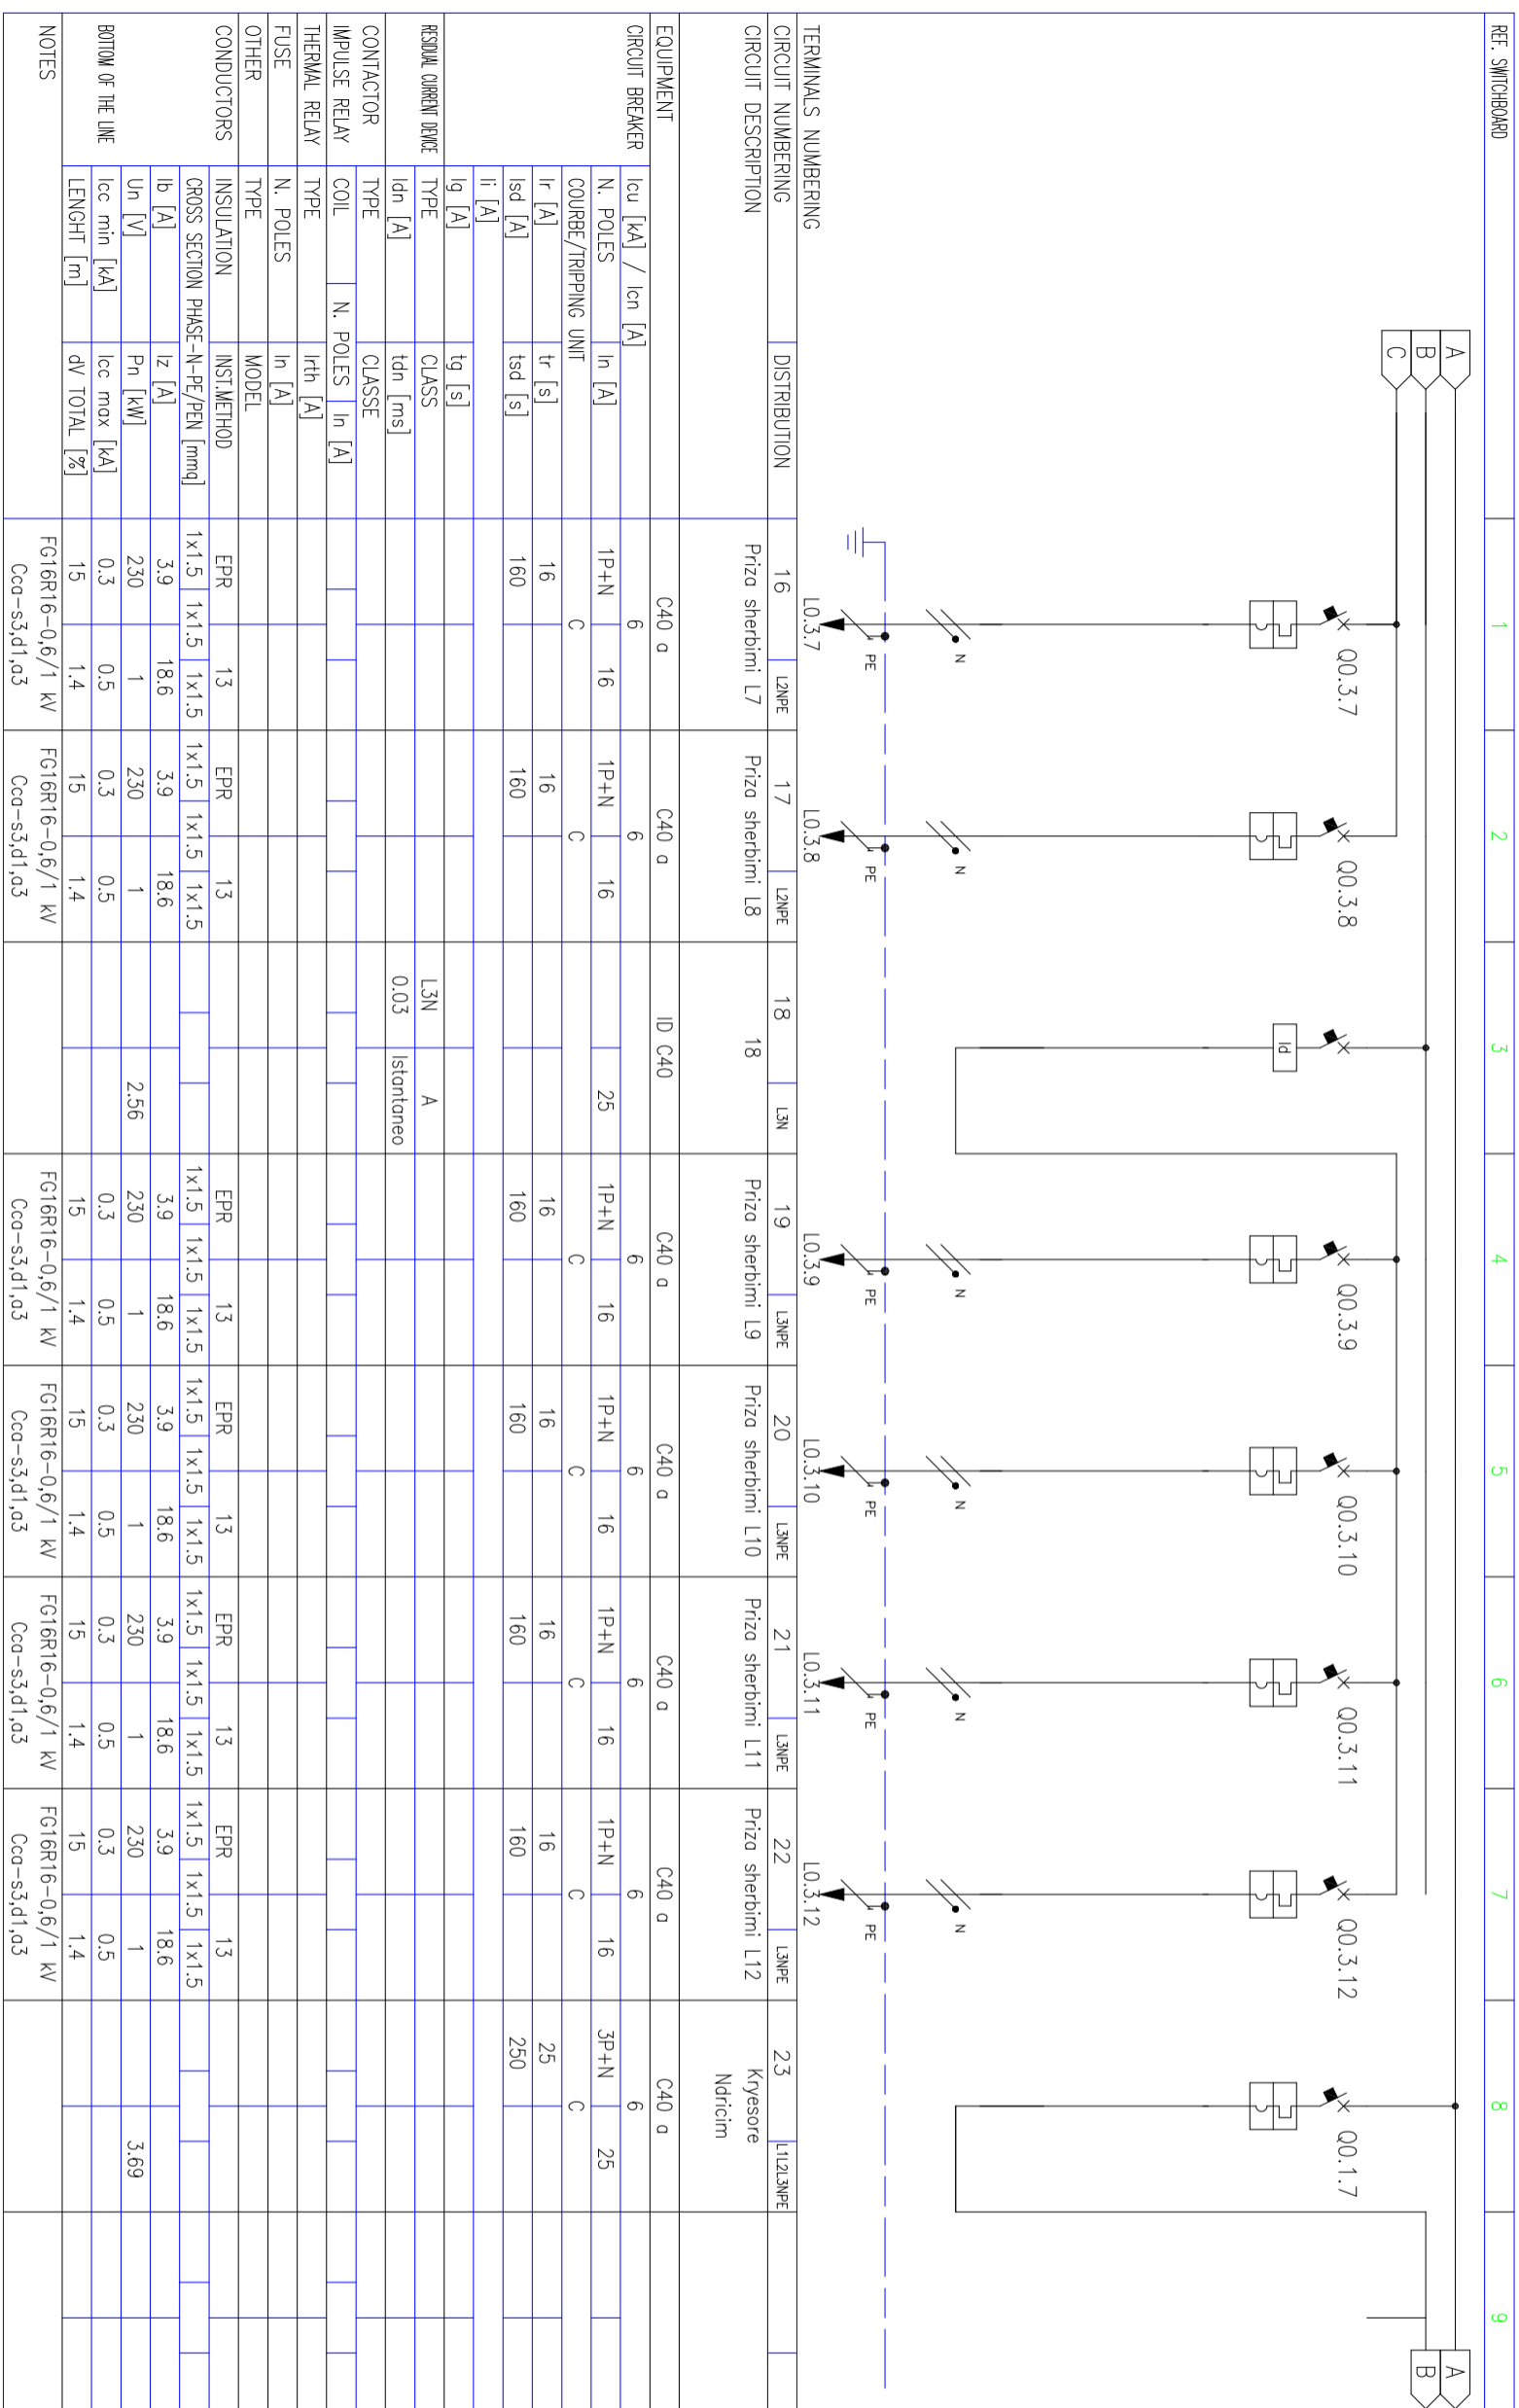 REF. SWITCHBOARD 1 2 3 4 5 6 7 8 9
A A
B B
C
Q0.3.7 Q0.3.8 Q0.3.9 Q0.3.10 Q0.3.11 Q0.3.12 Q0.1.7
Id
N N N N N N
PE PE PE PE PE PE
TERMINALS NUMBERING L0.3.7 L0.3.8 L0.3.9 L0.3.10 L0.3.11 L0.3.12
CIRCUIT NUMBERING DISTRIBUTION 16 L2NPE 17 L2NPE 18 L3N 19 L3NPE 20 L3NPE 21 L3NPE 22 L3NPE 23 L1L2L3NPE
CIRCUIT DESCRIPTION Priza sherbimi L7 Priza sherbimi L8 18 Priza sherbimi L9 Priza sherbimi L10 Priza sherbimi L11 Priza sherbimi L12 Kryesore
Ndricim
EQUIPMENT C40 a C40 a ID C40 C40 a C40 a C40 a C40 a C40 a
CIRCUIT BREAKER Icu [kA] / Icn [A] 6 6 6 6 6 6 6
N. POLES In [A] 1P+N 16 1P+N 16 25 1P+N 16 1P+N 16 1P+N 16 1P+N 16 3P+N 25
COURBE/TRIPPING UNIT C C C C C C C
Ir [A] tr [s] 16 16 16 16 16 16 25
Isd [A] tsd [s] 160 160 160 160 160 160 250
Ii [A]
Ig [A] tg [s]
RESIDUAL CURRENT DEVICE TYPE CLASS L3N A
Idn [A] tdn [ms] 0.03 Istantaneo
CONTACTOR TYPE CLASSE
IMPULSE RELAY COIL N. POLES In [A]
THERMAL RELAY TYPE Irth [A]
FUSE N. POLES In [A]
OTHER TYPE MODEL
CONDUCTORS INSULATION INST.METHOD EPR 13 EPR 13 EPR 13 EPR 13 EPR 13 EPR 13
CROSS SECTION PHASE-N-PE/PEN [mmq] 1x1.5 1x1.5 1x1.5 1x1.5 1x1.5 1x1.5 1x1.5 1x1.5 1x1.5 1x1.5 1x1.5 1x1.5 1x1.5 1x1.5 1x1.5 1x1.5 1x1.5 1x1.5
Ib [A] Iz [A] 3.9 18.6 3.9 18.6 3.9 18.6 3.9 18.6 3.9 18.6 3.9 18.6
Un [V] Pn [kW] 230 1 230 1 2.56 230 1 230 1 230 1 230 1 3.69
BOTTOM OF THE LINE Icc min [kA] Icc max [kA] 0.3 0.5 0.3 0.5 0.3 0.5 0.3 0.5 0.3 0.5 0.3 0.5
LENGHT [m] dV TOTAL [%] 15 1.4 15 1.4 15 1.4 15 1.4 15 1.4 15 1.4
NOTES FG16R16-0,6/1 kV FG16R16-0,6/1 kV FG16R16-0,6/1 kV FG16R16-0,6/1 kV FG16R16-0,6/1 kV FG16R16-0,6/1 kV
Cca-s3,d1,a3 Cca-s3,d1,a3 Cca-s3,d1,a3 Cca-s3,d1,a3 Cca-s3,d1,a3 Cca-s3,d1,a3